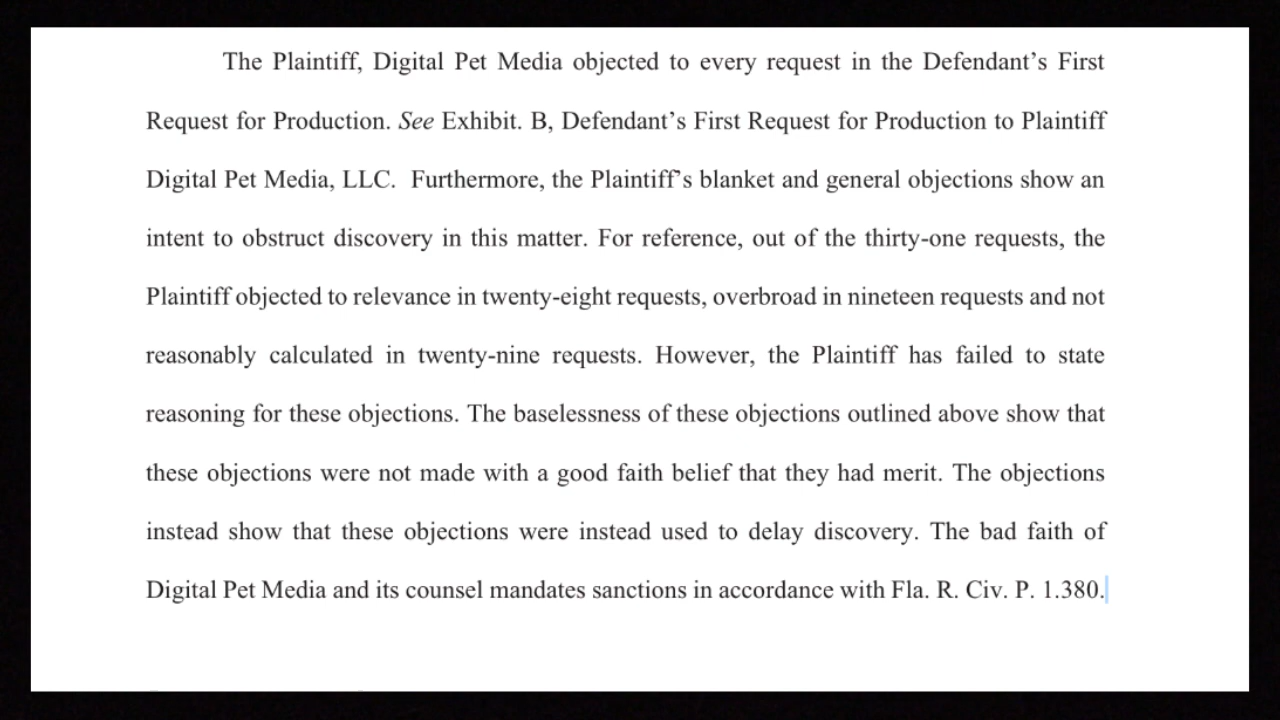 The Plaintiff, Digital Pet Media objected to every request in the Defendant’s First
Request for Production. See Exhibit. B, Defendant’s First Request for Production to Plaintiff
Digital Pet Media, LLC.  Furthermore, the Plaintiff’s blanket and general objections show an
intent to obstruct discovery in this matter. For reference, out of the thirty-one requests, the
Plaintiff objected to relevance in twenty-eight requests, overbroad in nineteen requests and not
reasonably calculated in twenty-nine requests. However, the Plaintiff has failed to state
reasoning for these objections. The baselessness of these objections outlined above show that
these objections were not made with a good faith belief that they had merit. The objections
instead show that these objections were instead used to delay discovery. The bad faith of
Digital Pet Media and its counsel mandates sanctions in accordance with Fla. R. Civ. P. 1.380.